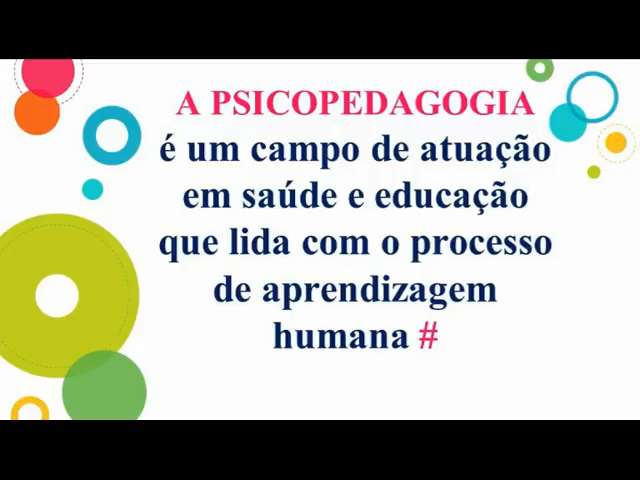 A PSICOPEDAGOGIA
é um campo de atuação
em saúde e educação
que lida com o processo
de aprendizagem
humana #